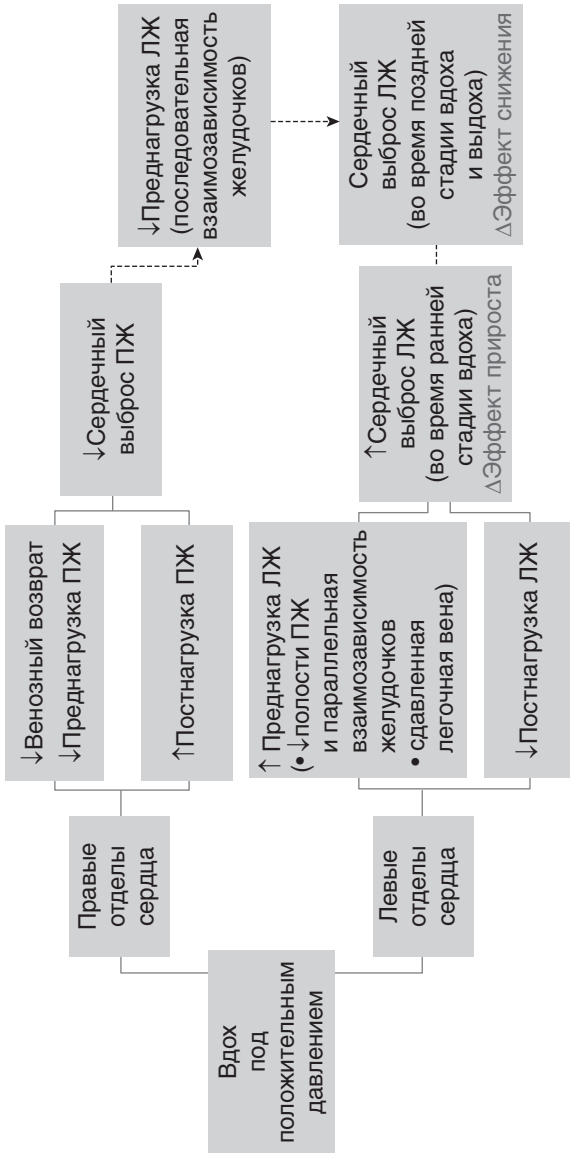 Вдох
под
положительным
давлением
Правые
отделы
сердца
↓Венозный возврат
↓Преднагрузка ПЖ
↑Постнагрузка ПЖ
↓Сердечный
выброс ПЖ
↓Преднагрузка ЛЖ
(последовательная
взаимозависимость
желудочков)
Левые
отделы
сердца
↑ Преднагрузка ЛЖ
(• ↓полости ПЖ
и параллельная
взаимозависимость
желудочков
• сдавленная
легочная вена)
↓Постнагрузка ЛЖ
↑Сердечный
выброс ЛЖ
(во время ранней
стадии вдоха)
∆Эффект прироста
Сердечный
выброс ЛЖ
(во время поздней
стадии вдоха
и выдоха)
∆Эффект снижения